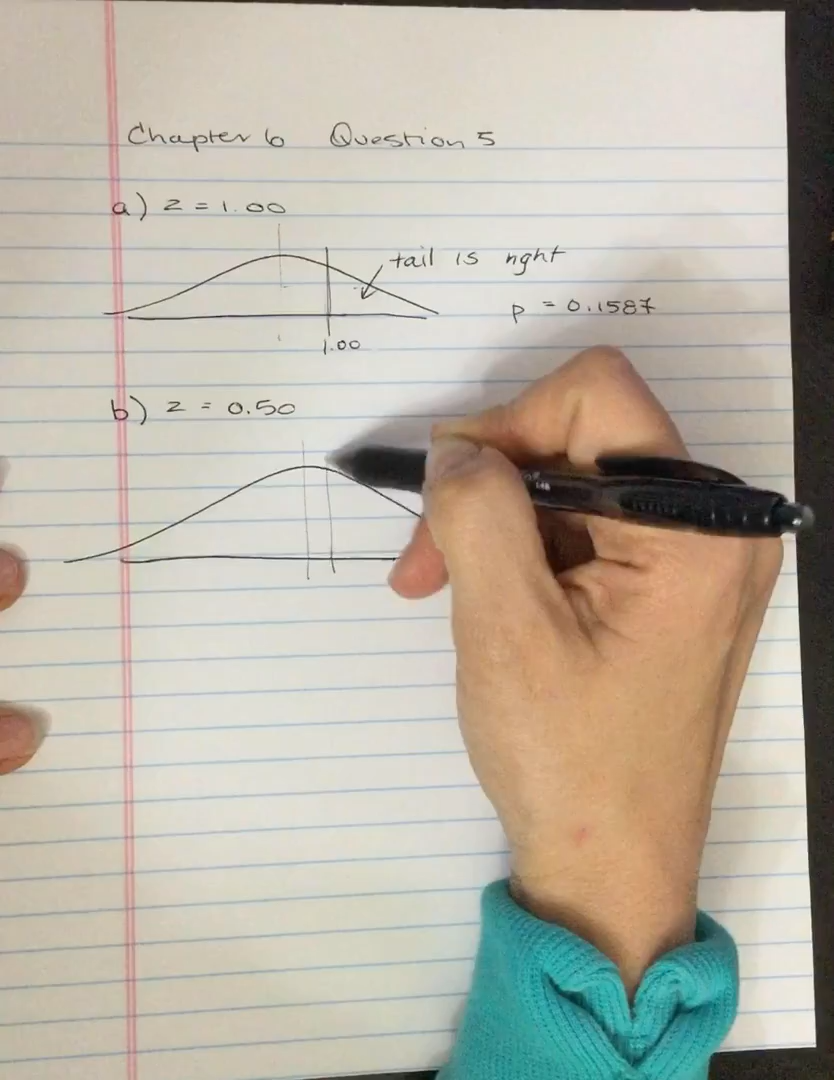 Chapter 6 Question 5
a) z = 1.00
tail is right
p = 0.1587
1.00
b) z = 0.50